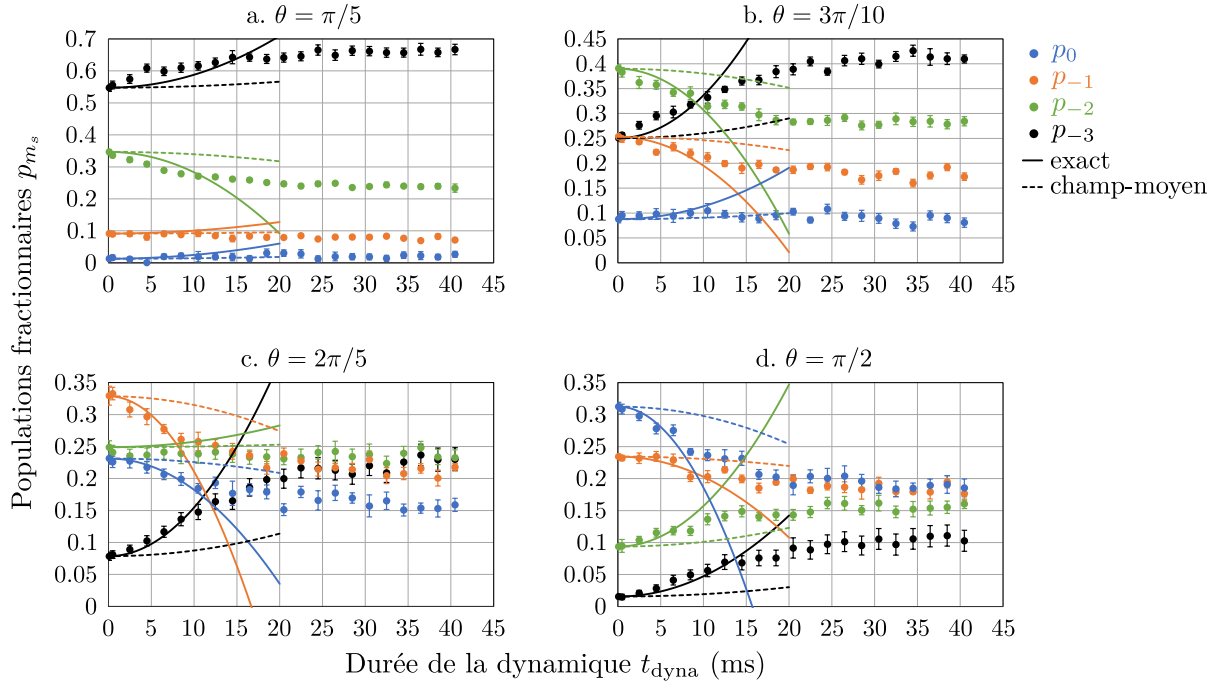 a. θ = π/5
0.7
0.6
0.5
0.4
0.3
0.2
0.1
0
0 5 10 15 20 25 30 35 40 45
b. θ = 3π/10
0.45
0.4
0.35
0.3
0.25
0.2
0.15
0.1
0.05
0
0 5 10 15 20 25 30 35 40 45
p₀
p₋₁
p₋₂
p₋₃
exact
champ-moyen
Populations fractionnaires pₘₛ
c. θ = 2π/5
0.35
0.3
0.25
0.2
0.15
0.1
0.05
0
0 5 10 15 20 25 30 35 40 45
d. θ = π/2
0.35
0.3
0.25
0.2
0.15
0.1
0.05
0
0 5 10 15 20 25 30 35 40 45
Durée de la dynamique t_dyna (ms)